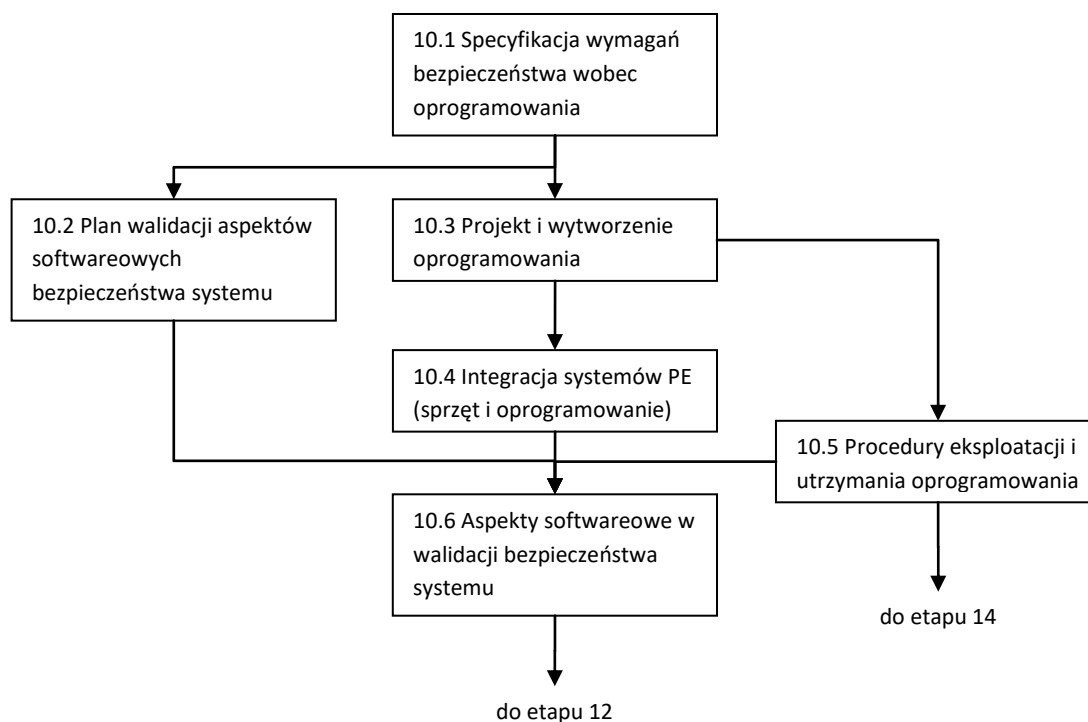 10.1 Specyfikacja wymagań
bezpieczeństwa wobec
oprogramowania
10.2 Plan walidacji aspektów
softwareowych
bezpieczeństwa systemu
10.3 Projekt i wytworzenie
oprogramowania
10.4 Integracja systemów PE
(sprzęt i oprogramowanie)
10.5 Procedury eksploatacji i
utrzymania oprogramowania
10.6 Aspekty softwareowe w
walidacji bezpieczeństwa
systemu
do etapu 14
do etapu 12